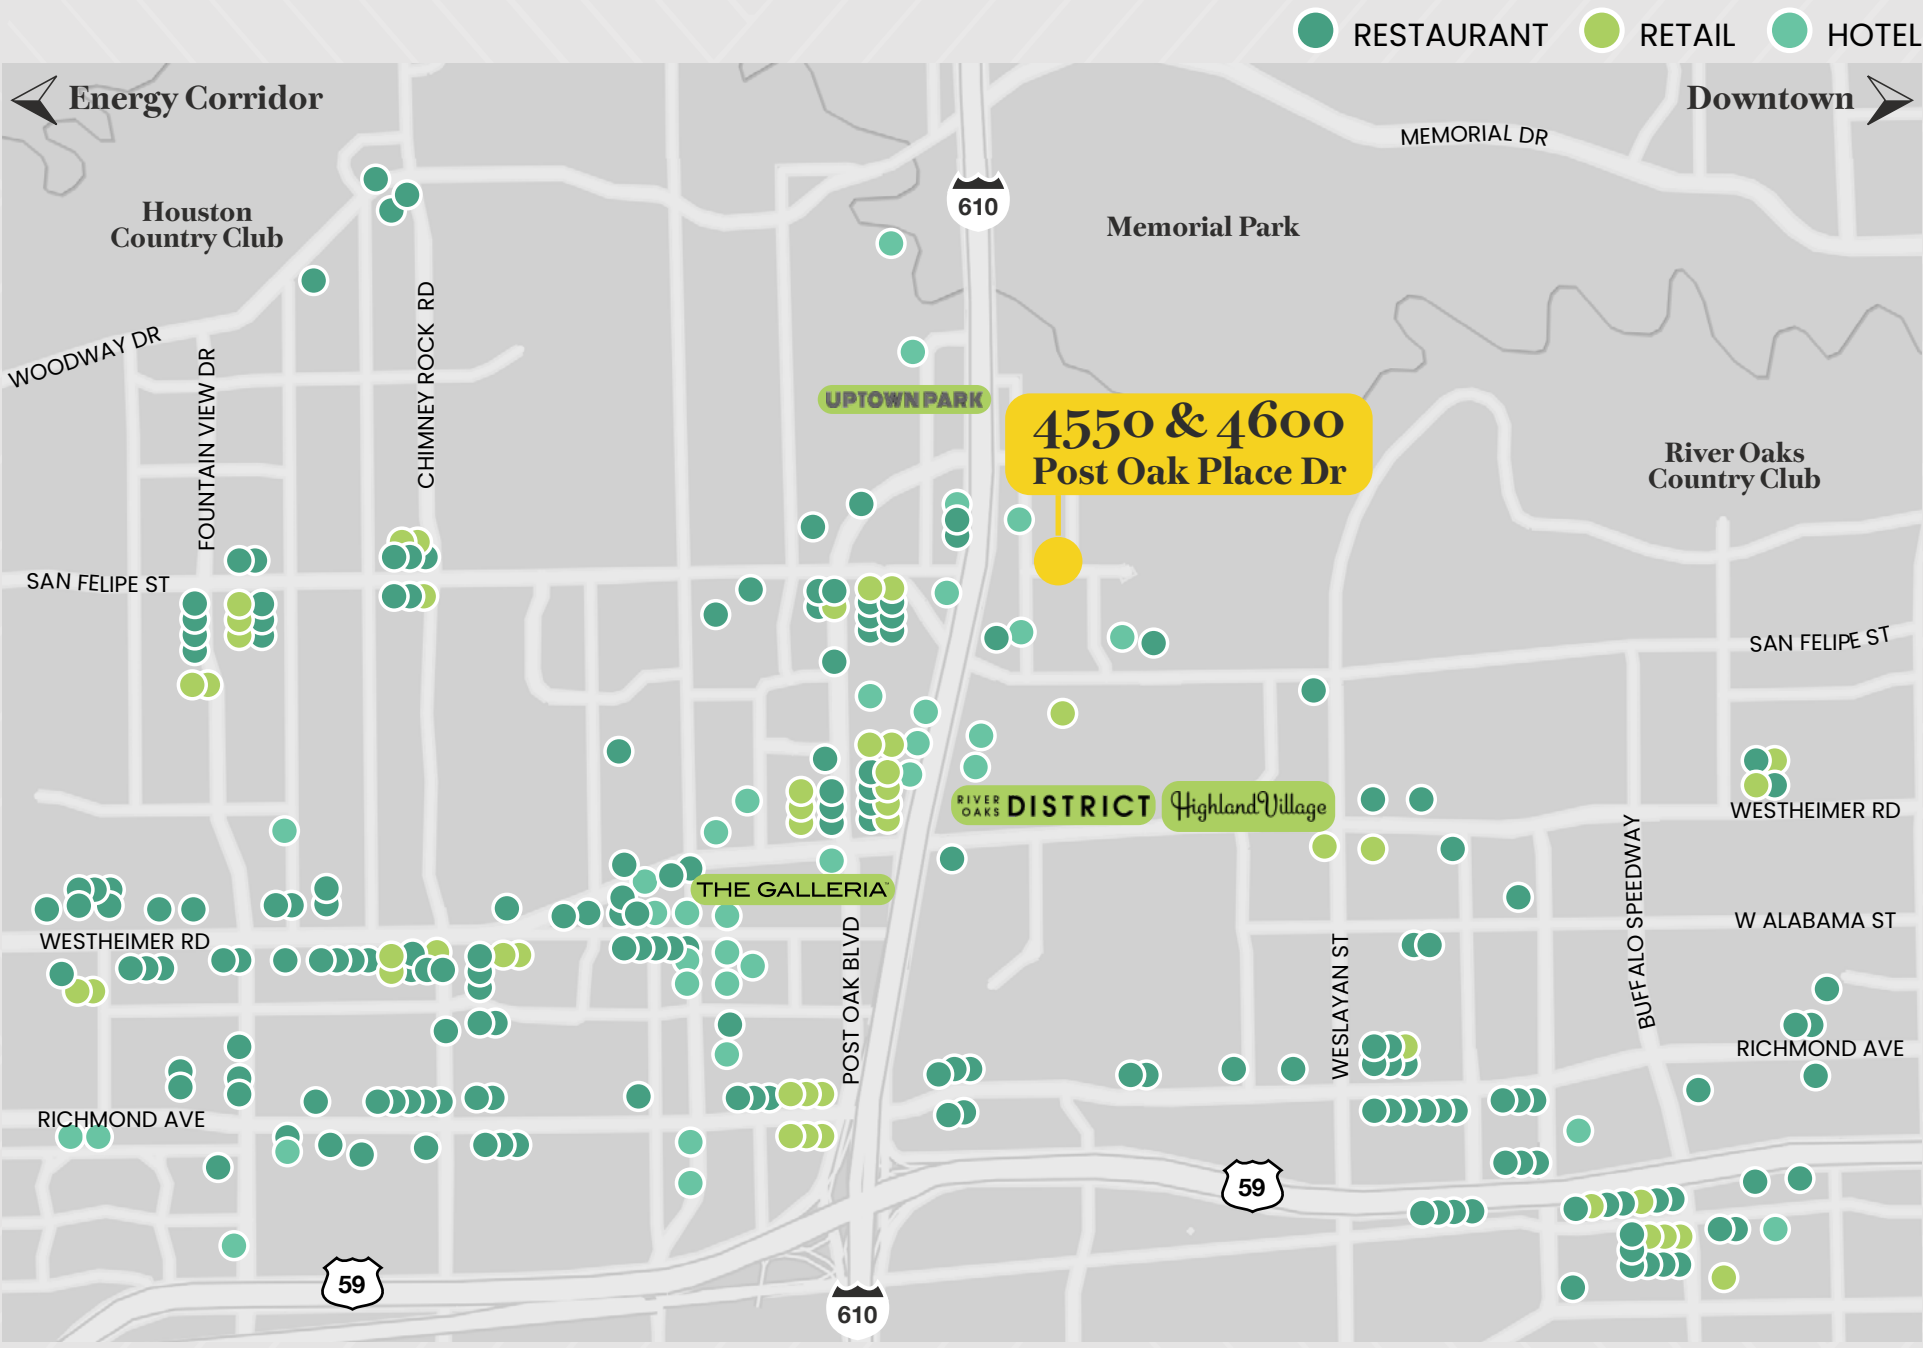 RESTAURANT
RETAIL
HOTEL
Energy Corridor
Downtown
MEMORIAL DR
610
Houston
Country Club
Memorial Park
WOODWAY DR
FOUNTAIN VIEW DR
CHIMNEY ROCK RD
UPTOWN PARK
4550 & 4600
Post Oak Place Dr
River Oaks
Country Club
SAN FELIPE ST
SAN FELIPE ST
RIVER
OAKS
DISTRICT
Highland Village
WESTHEIMER RD
BUFFALO SPEEDWAY
THE GALLERIA
W ALABAMA ST
WESTHEIMER RD
POST OAK BLVD
WESLAYAN ST
RICHMOND AVE
RICHMOND AVE
59
59
610